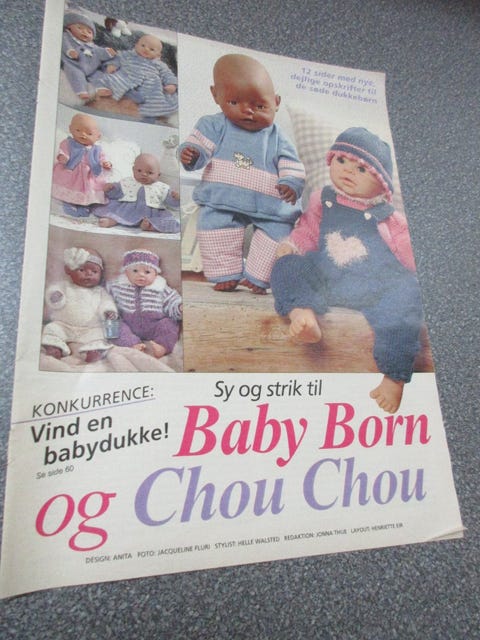 12 sider med nye,
dejlige opskrifter til
de søde dukkebørn
KONKURRENCE:
Vind en
babydukke!
Se side 60
Sy og strik til
Baby Born
og Chou Chou
DESIGN: ANITA FOTO: JACQUELINE FLURI STYLIST: HELLE WALSTED REDAKTION: JONNA THUE LAYOUT: HENRIETTE EIR